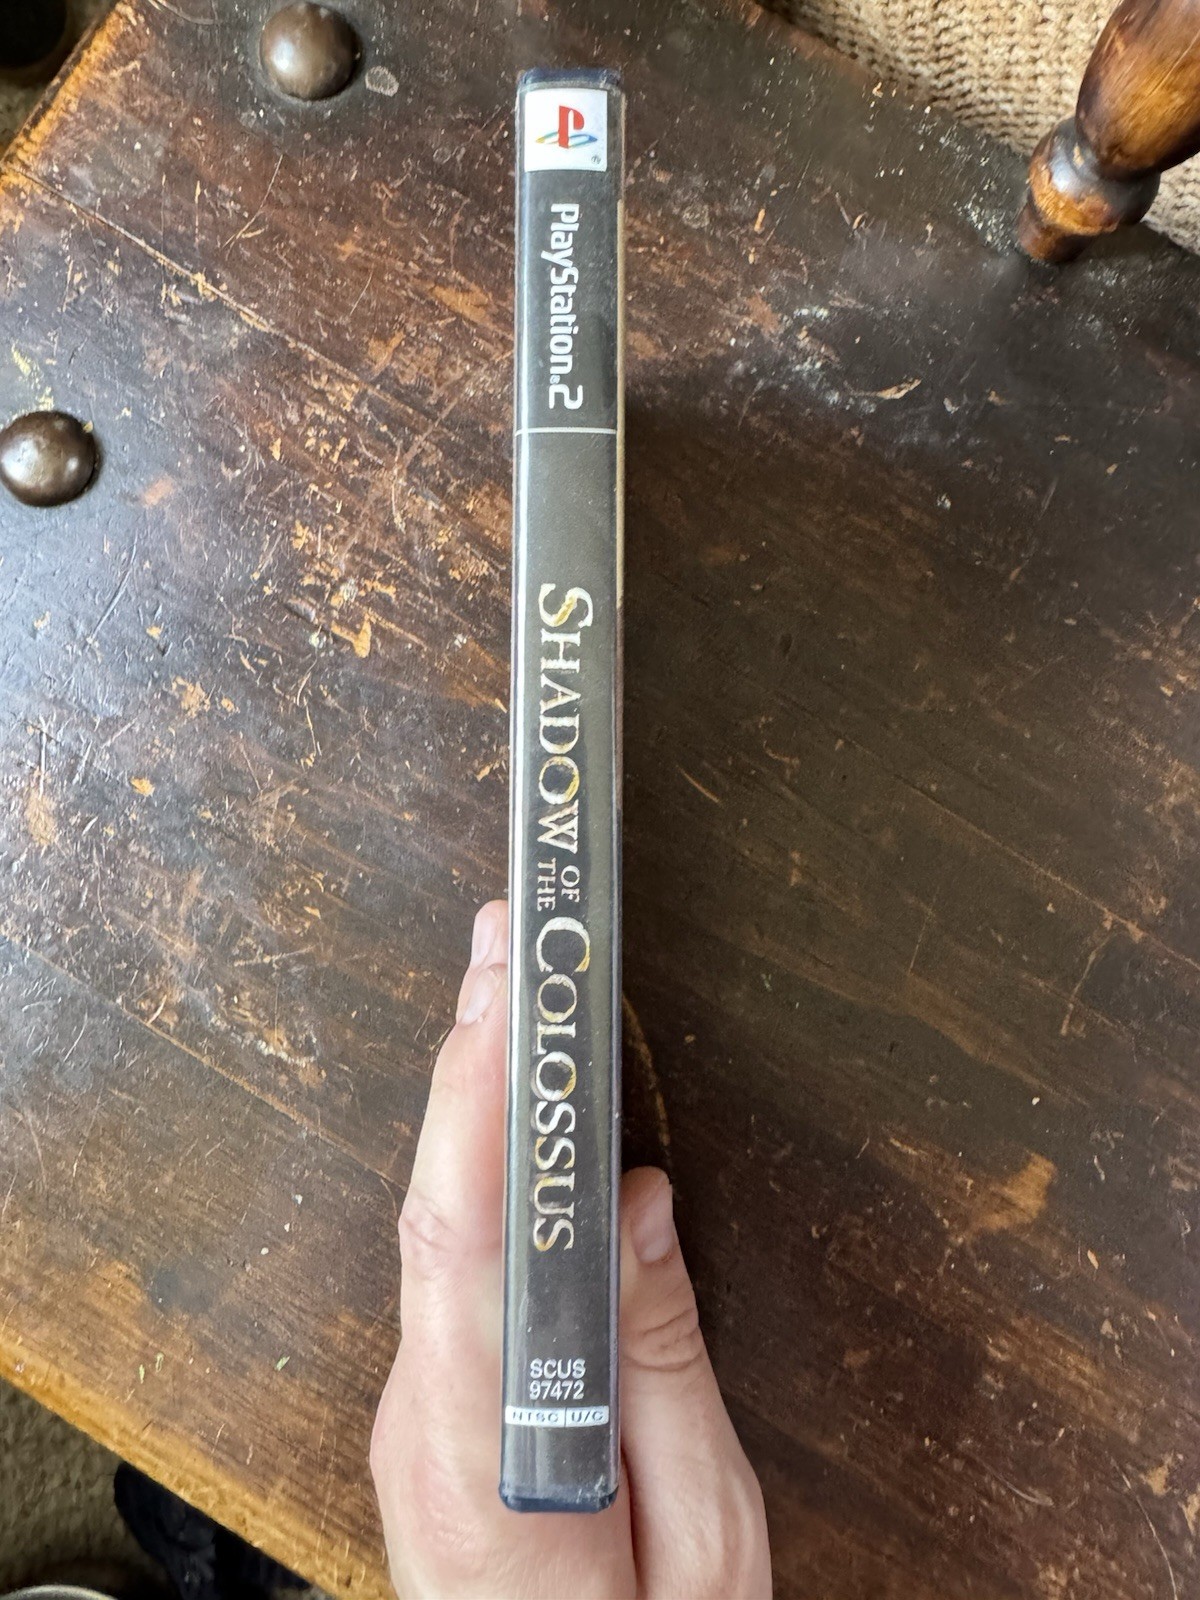 ®
PlayStation®2
SHADOW OF THE COLOSSUS
SCUS
97472
NTSC U/C